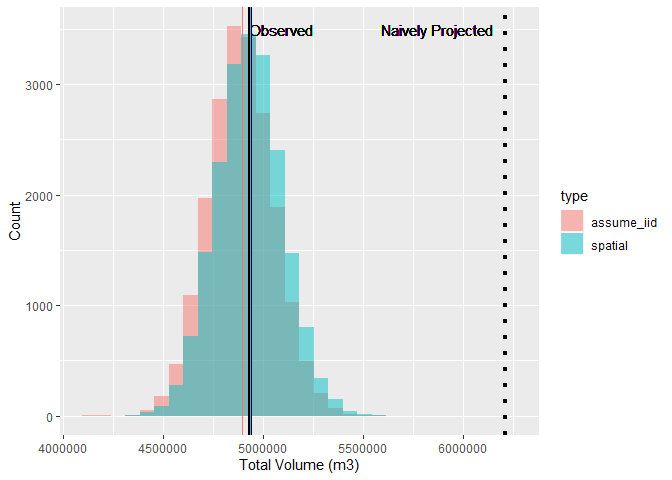 Observed
Naively Projected
3000
2000
1000
0
Count
4000000
4500000
5000000
5500000
6000000
Total Volume (m3)
type
assume_iid
spatial